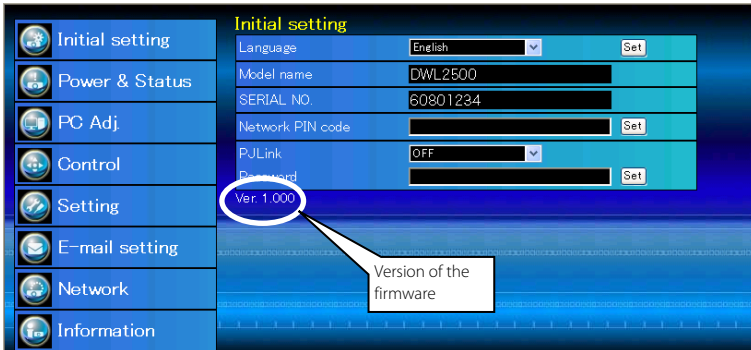 Initial setting
Power & Status
PC Adj.
Control
Setting
E-mail setting
Network
Information
Initial setting
Language English Set
Model name DWL2500
SERIAL NO. 60801234
Network PIN code Set
PJLink OFF
Password Set
Ver. 1.000
Version of the
firmware